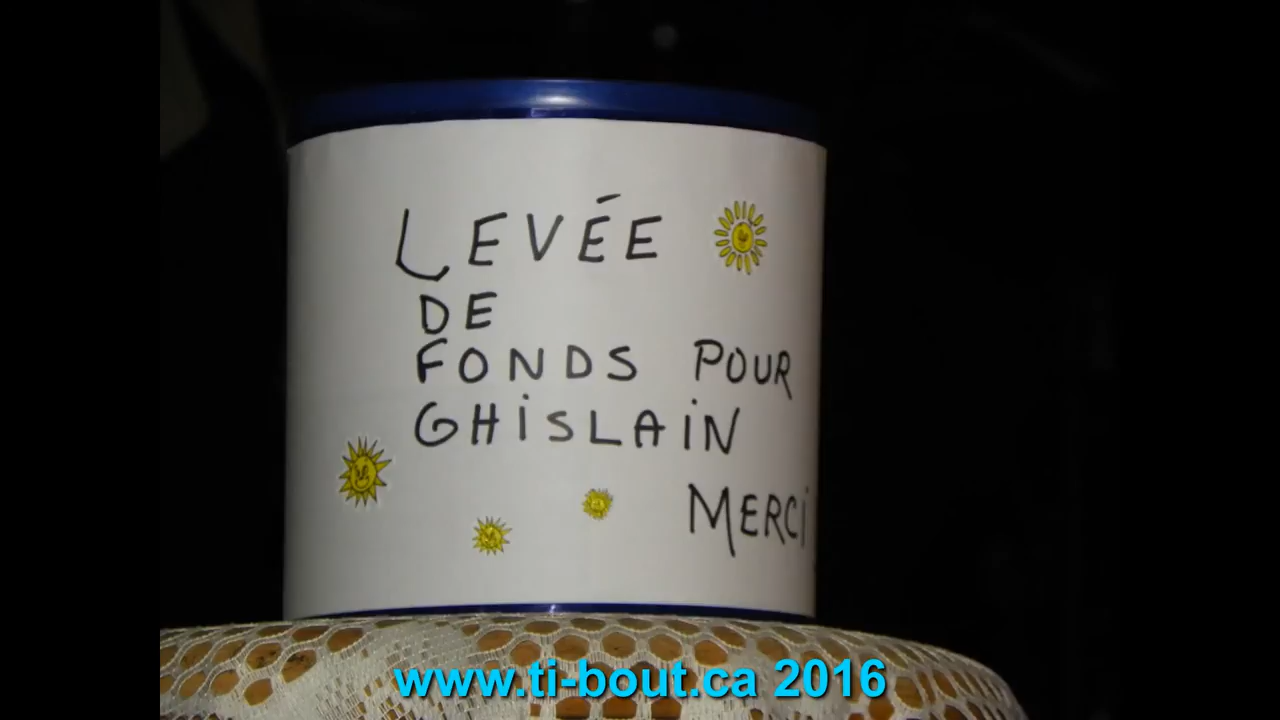 LEVÉE
DE
FONDS POUR
GHISLAIN
MERCI
www.ti-bout.ca 2016